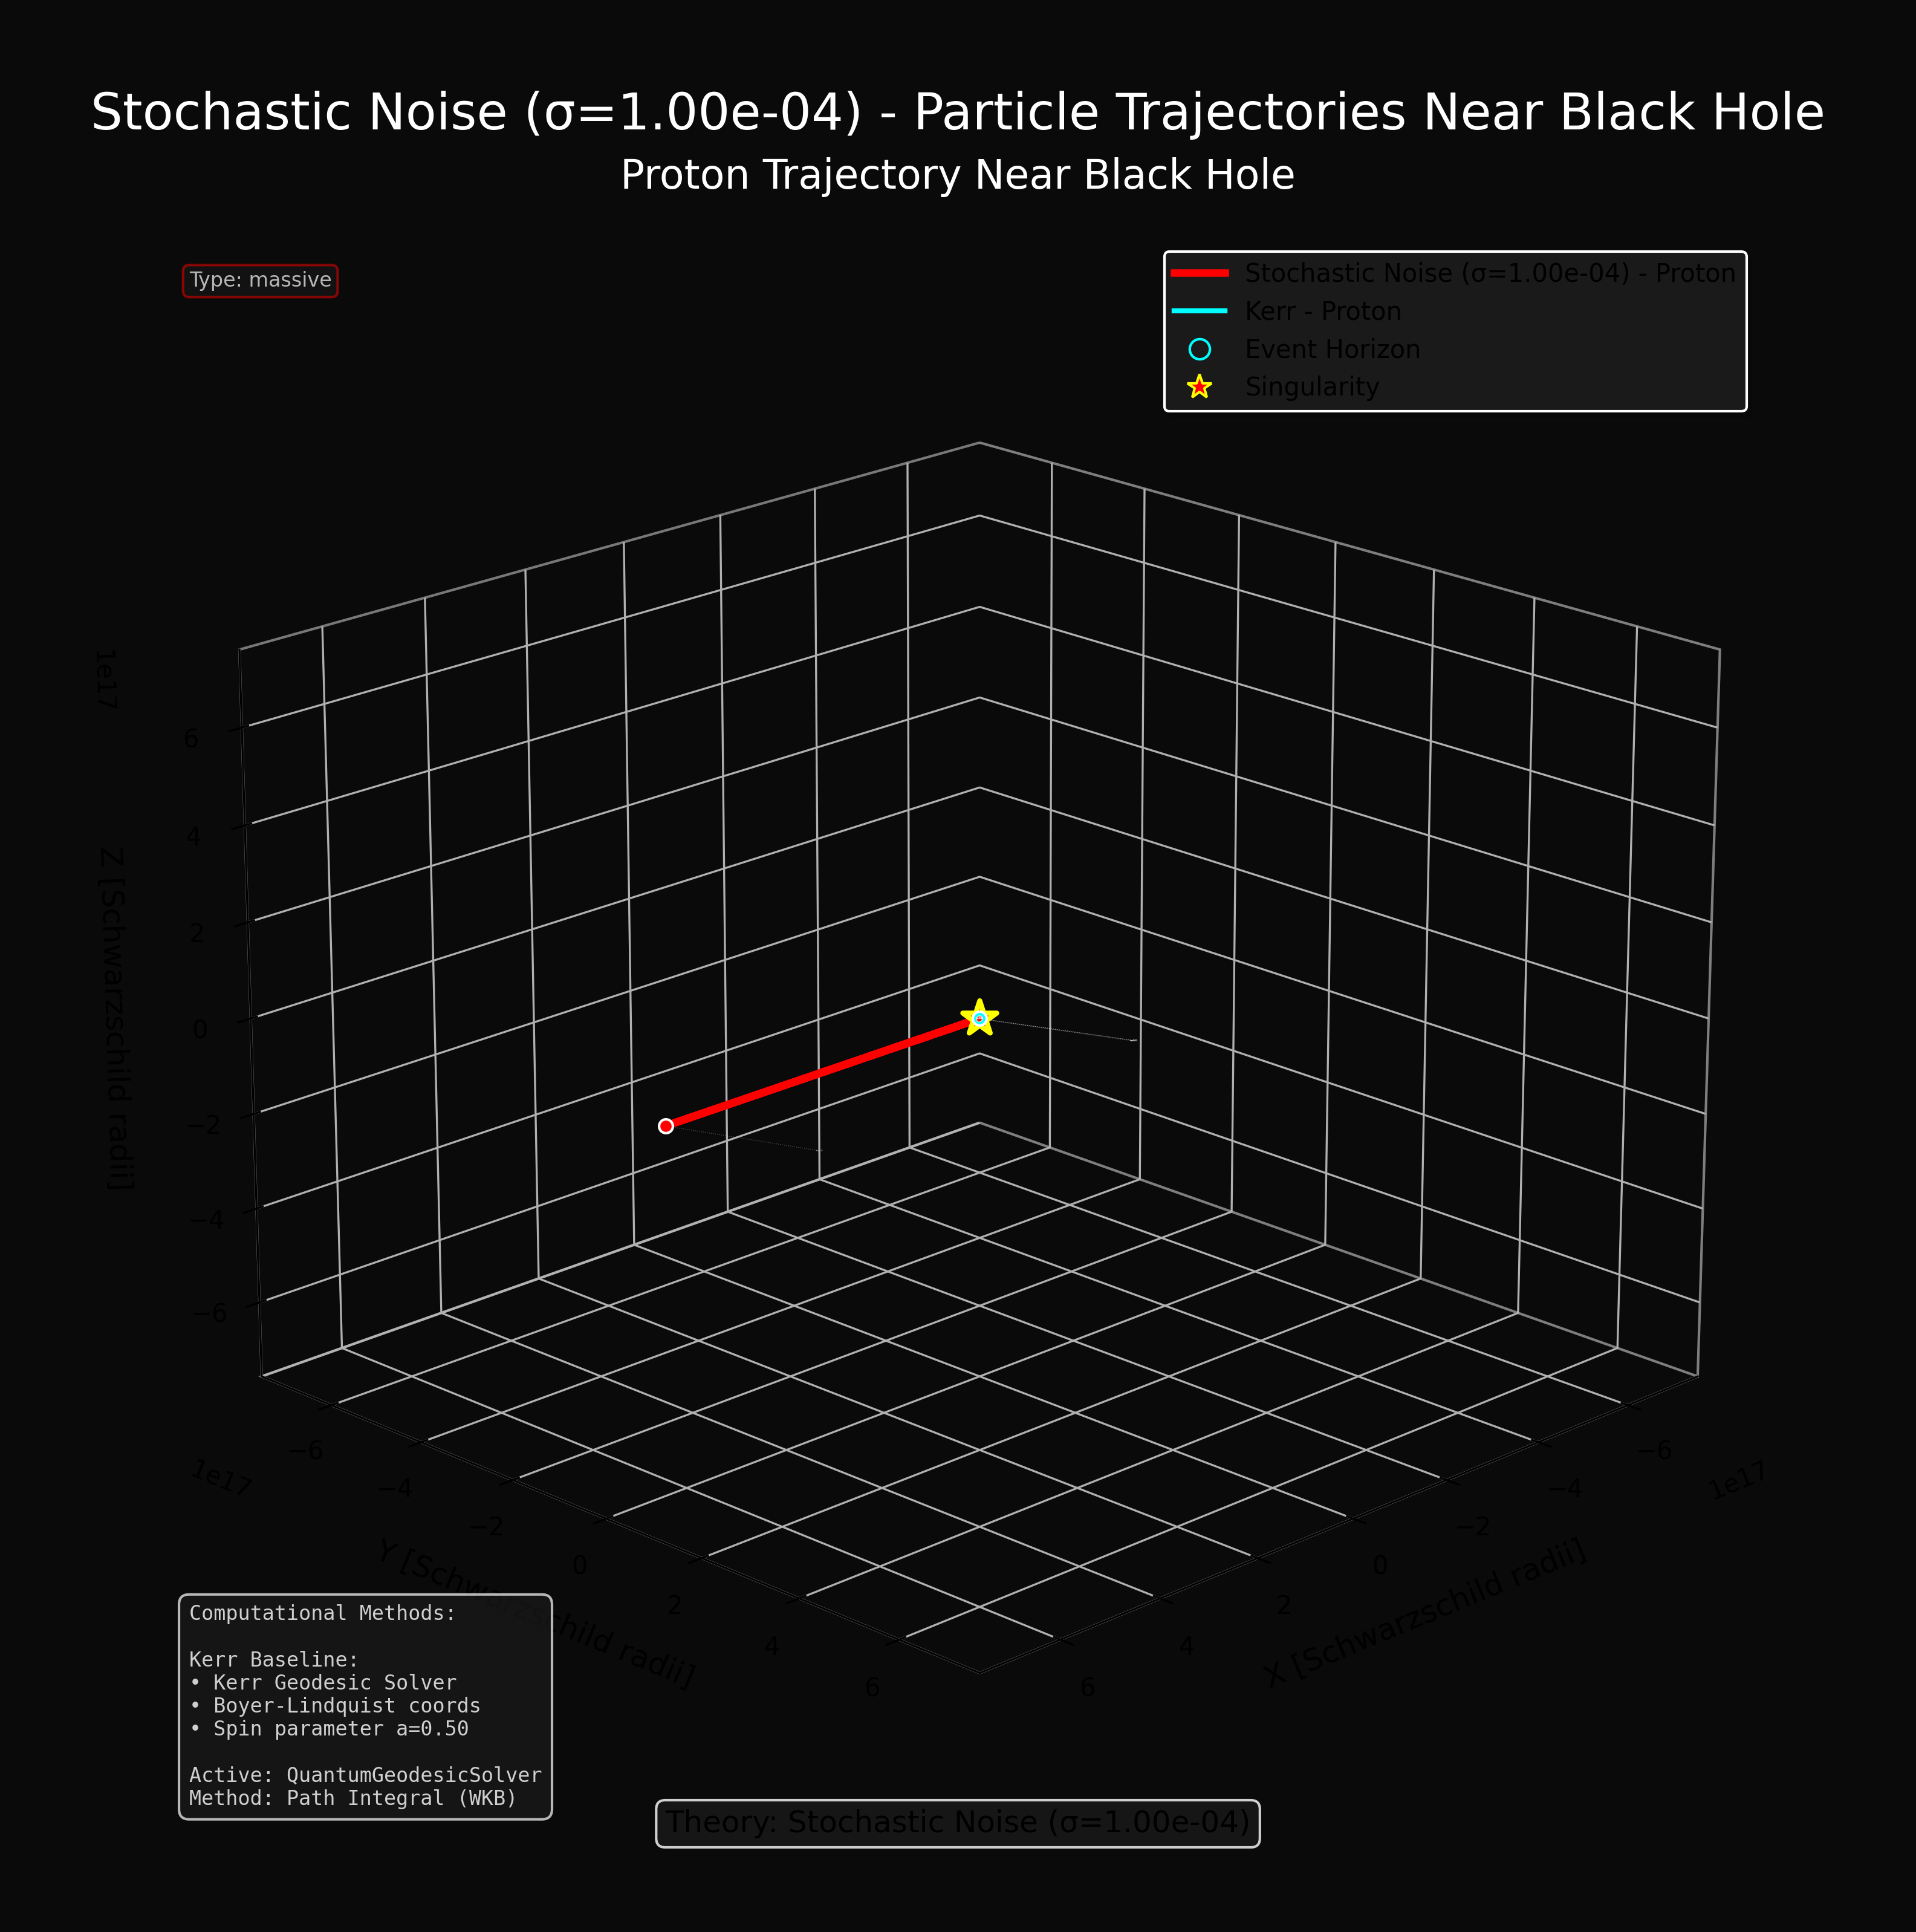 Stochastic Noise (σ=1.00e-04) - Particle Trajectories Near Black Hole
Proton Trajectory Near Black Hole
Type: massive
Stochastic Noise (σ=1.00e-04) - Proton
Kerr - Proton
Event Horizon
Singularity
1e17
6
4
2
0
−2
−4
−6
Z [Schwarzschild radii]
−6
−4
−2
0
2
4
6
1e17
Y [Schwarzschild radii]
6
4
2
0
−2
−4
−6
1e17
X [Schwarzschild radii]
Computational Methods:
Kerr Baseline:
• Kerr Geodesic Solver
• Boyer-Lindquist coords
• Spin parameter a=0.50
Active: QuantumGeodesicSolver
Method: Path Integral (WKB)
Theory: Stochastic Noise (σ=1.00e-04)